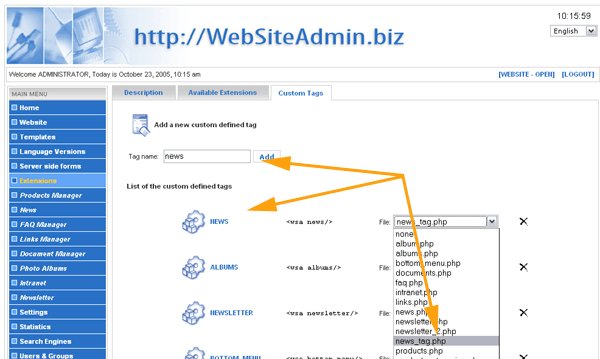 10:15:59
http://WebSiteAdmin.biz
English
Welcome ADMINISTRATOR, Today is October 23, 2005, 10:15 am
[WEBSITE - OPEN] [LOGOUT]
MAIN MENU
Home
Website
Templates
Language Versions
Server side forms
Extensions
Products Manager
News
FAQ Manager
Links Manager
Document Manager
Photo Albums
Intranet
Newsletter
Settings
Statistics
Search Engines
Users & Groups
Description Available Extensions Custom Tags
Add a new custom defined tag
Tag name: news Add
List of the custom defined tags
NEWS <wsa news/> File: news_tag.php
ALBUMS <wsa albums/> File:
NEWSLETTER <wsa newsletter/> File:
BOTTOM_MENU <wsa bottom_menu/> File:
none
album.php
albums.php
bottom_menu.php
documents.php
faq.php
intranet.php
links.php
news.php
newsletter.php
newsletter_2.php
news_tag.php
products.php